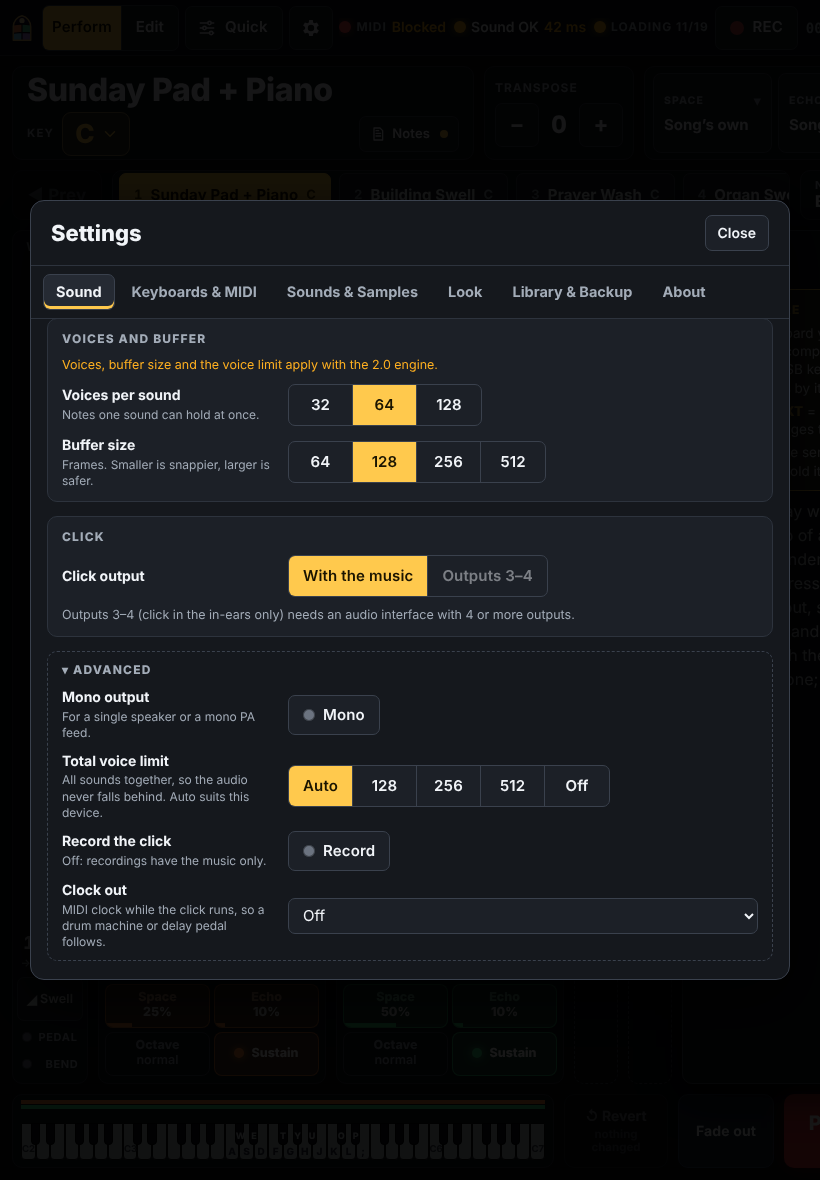 Perform
Edit
Quick
MIDI Blocked
Sound OK 42 ms
LOADING 11/19
REC
Sunday Pad + Piano
KEY
C
Notes
TRANSPOSE
−
0
+
SPACE
Song's own
ECHO
Song
◀ Prev
1 Sunday Pad + Piano C
2 Building Swell C
3 Prayer Wash C
4 Organ Swe
Settings
Close
Sound
Keyboards & MIDI
Sounds & Samples
Look
Library & Backup
About
VOICES AND BUFFER
Voices, buffer size and the voice limit apply with the 2.0 engine.
Voices per sound
Notes one sound can hold at once.
32
64
128
Buffer size
Frames. Smaller is snappier, larger is
safer.
64
128
256
512
CLICK
Click output
With the music
Outputs 3–4
Outputs 3–4 (click in the in-ears only) needs an audio interface with 4 or more outputs.
▾ ADVANCED
Mono output
For a single speaker or a mono PA
feed.
Mono
Total voice limit
All sounds together, so the audio
never falls behind. Auto suits this
device.
Auto
128
256
512
Off
Record the click
Off: recordings have the music only.
Record
Clock out
MIDI clock while the click runs, so a
drum machine or delay pedal
follows.
Off
Swell
Space
25%
Echo
10%
Space
50%
Echo
10%
PEDAL
BEND
Octave
normal
Sustain
Octave
normal
Sustain
W E T Y U O P
A S D F G H J K L ;
Revert
nothing
changed
Fade out